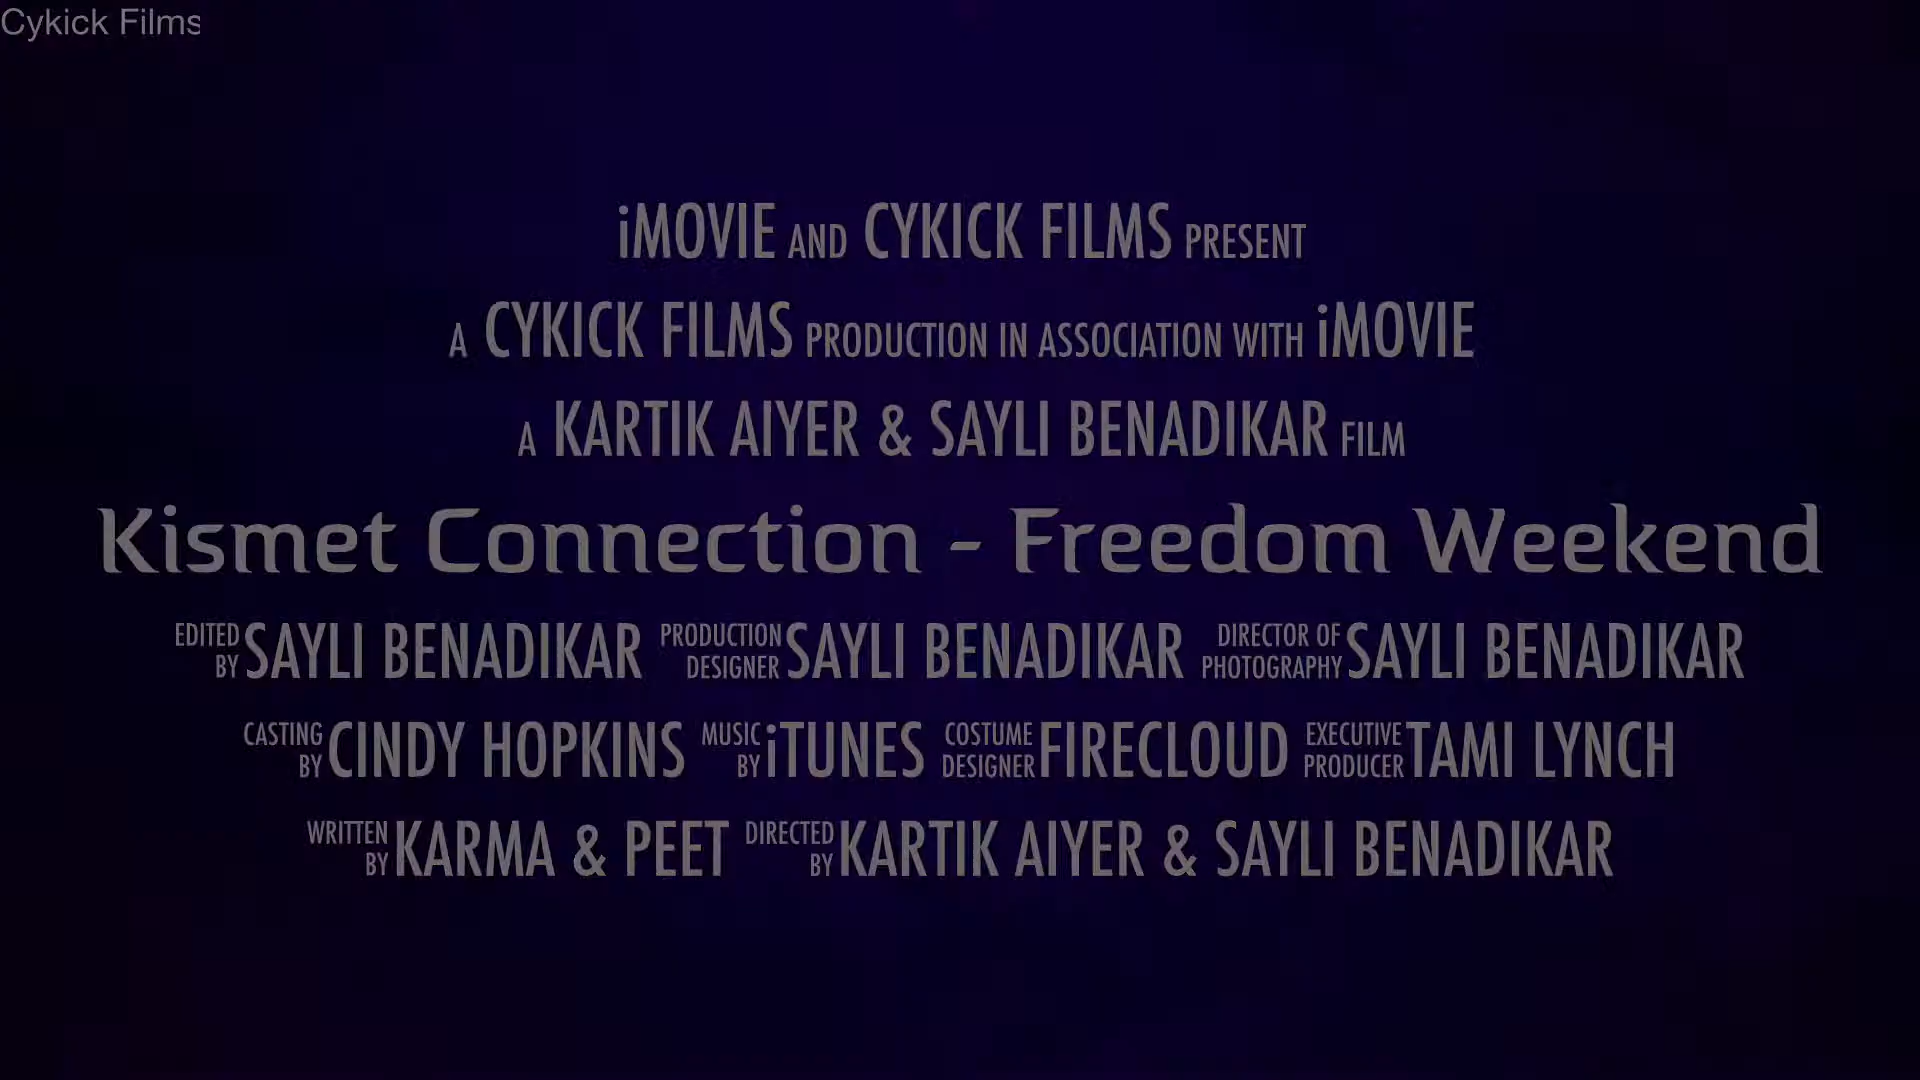 Cykick Films
iMOVIE AND CYKICK FILMS PRESENT
A CYKICK FILMS PRODUCTION IN ASSOCIATION WITH iMOVIE
A KARTIK AIYER & SAYLI BENADIKAR FILM
Kismet Connection - Freedom Weekend
EDITED BY SAYLI BENADIKAR PRODUCTION DESIGNER SAYLI BENADIKAR DIRECTOR OF PHOTOGRAPHY SAYLI BENADIKAR
CASTING BY CINDY HOPKINS MUSIC BY iTUNES COSTUME DESIGNER FIRECLOUD EXECUTIVE PRODUCER TAMI LYNCH
WRITTEN BY KARMA & PEET DIRECTED BY KARTIK AIYER & SAYLI BENADIKAR